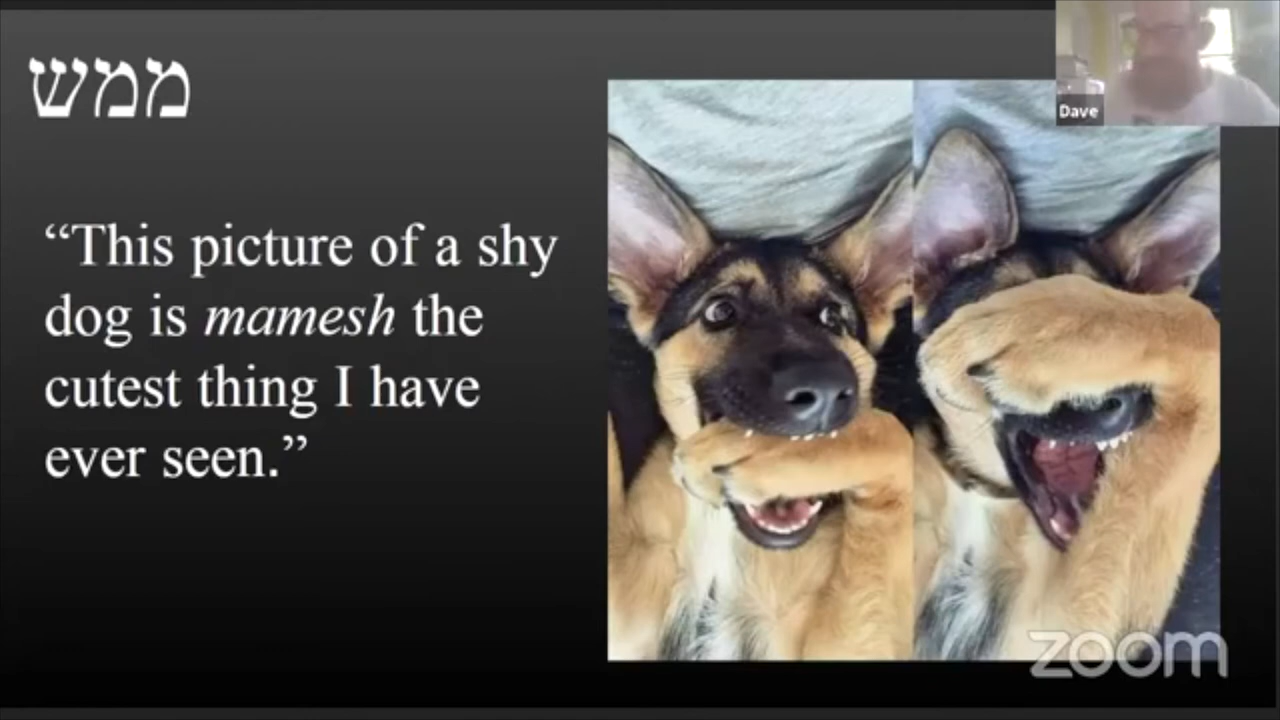 ממש
“This picture of a shy
dog is mamesh the
cutest thing I have
ever seen.”
Dave
zoom